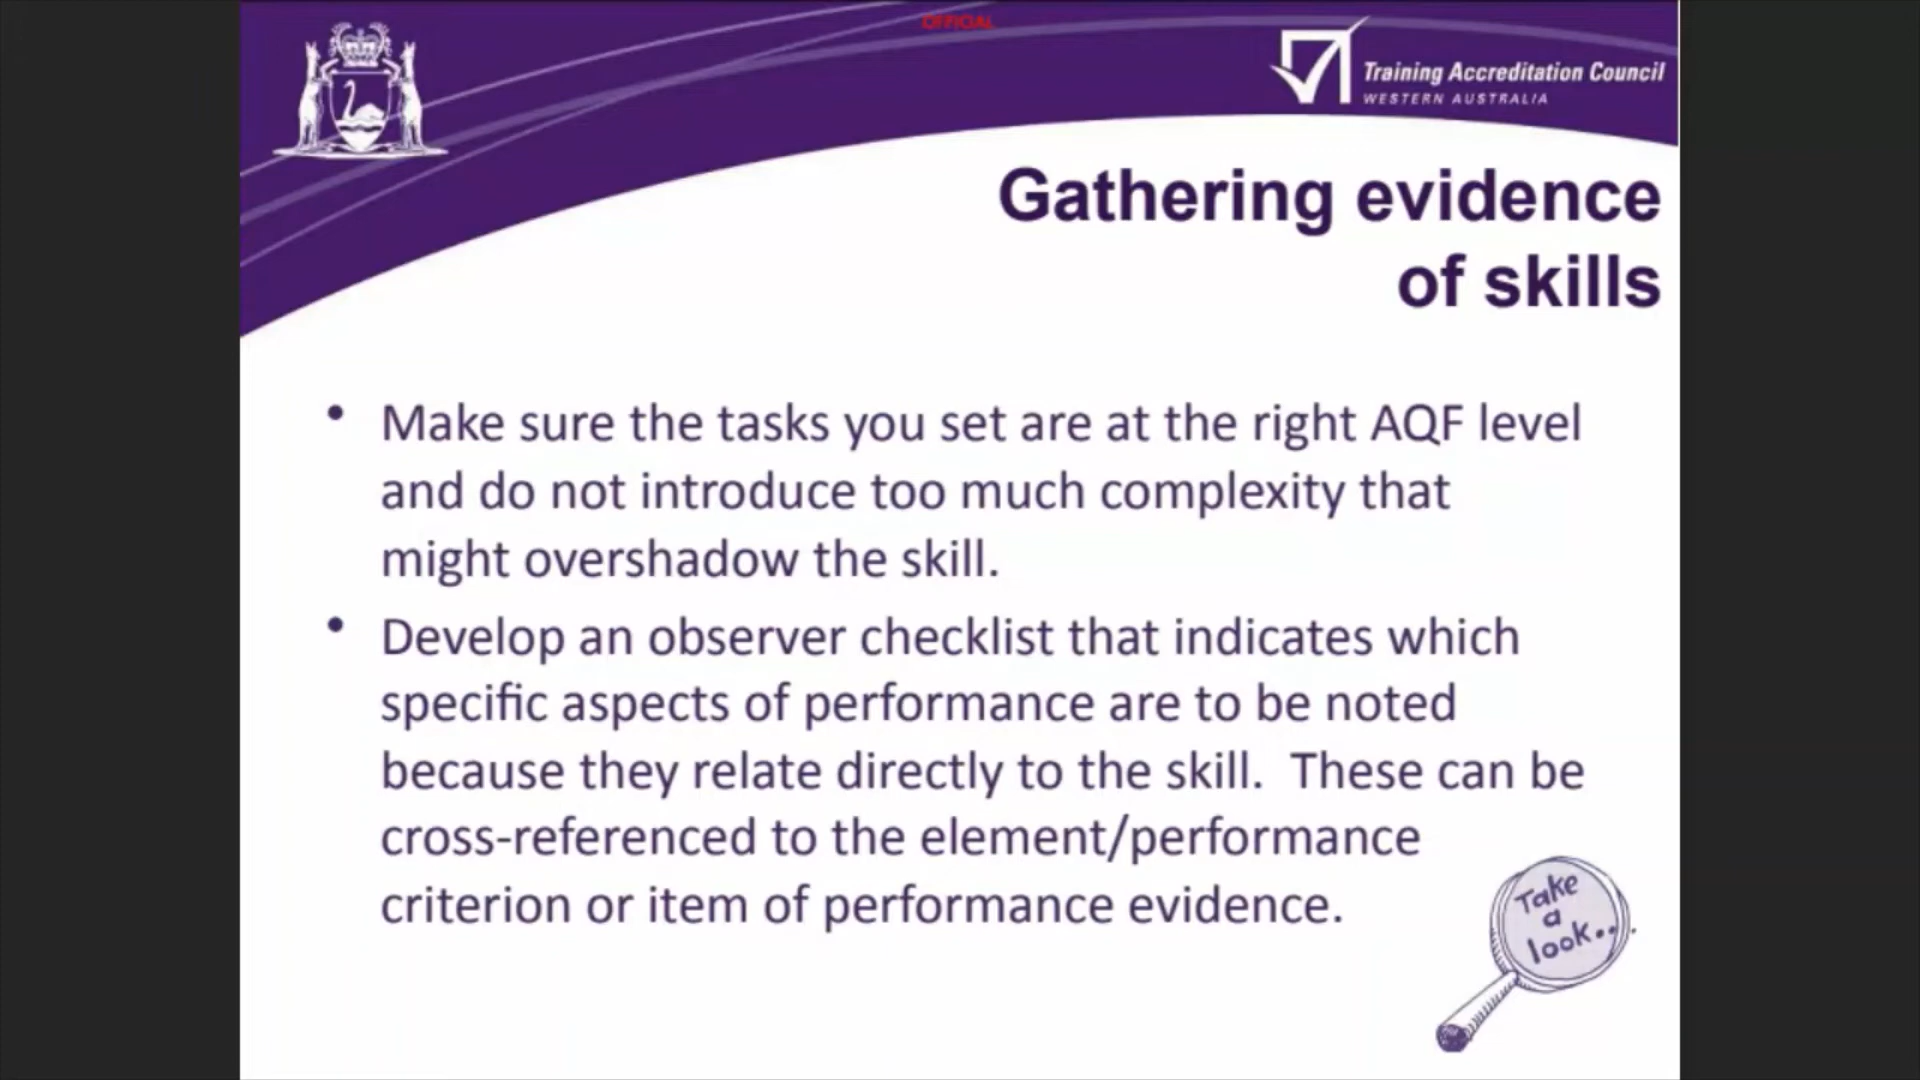 OFFICIAL
Training Accreditation Council
WESTERN AUSTRALIA
Gathering evidence
of skills
• Make sure the tasks you set are at the right AQF level
and do not introduce too much complexity that
might overshadow the skill.
• Develop an observer checklist that indicates which
specific aspects of performance are to be noted
because they relate directly to the skill.  These can be
cross-referenced to the element/performance
criterion or item of performance evidence.
Take
a
look...